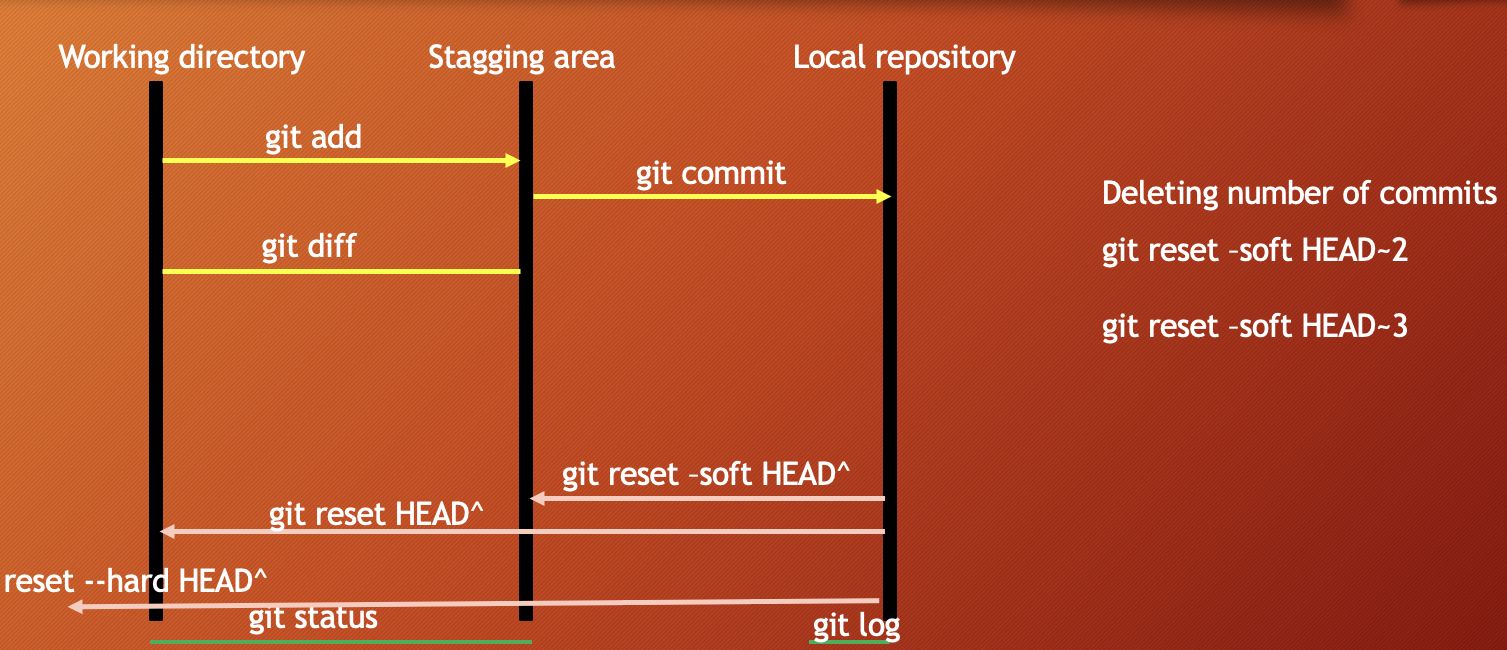 Working directory
Stagging area
Local repository
git add
git commit
Deleting number of commits
git diff
git reset –soft HEAD~2
git reset –soft HEAD~3
git reset –soft HEAD^
git reset HEAD^
reset --hard HEAD^
git status
git log